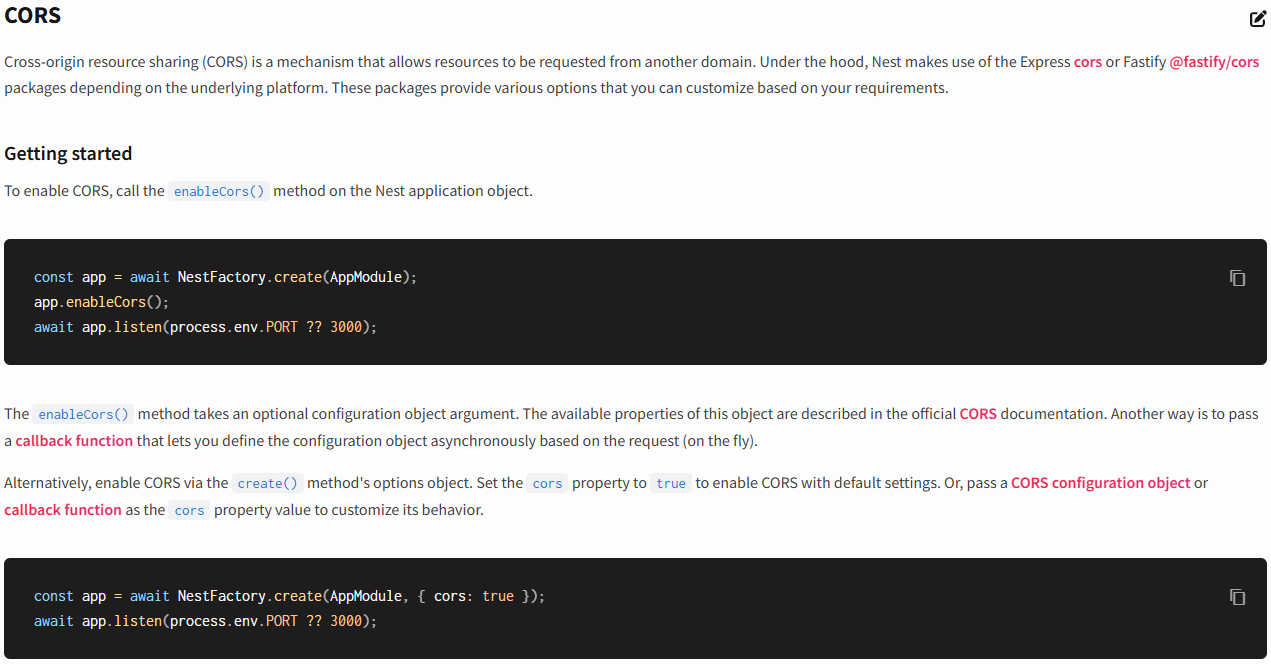 CORS
Cross-origin resource sharing (CORS) is a mechanism that allows resources to be requested from another domain. Under the hood, Nest makes use of the Express cors or Fastify @fastify/cors
packages depending on the underlying platform. These packages provide various options that you can customize based on your requirements.
Getting started
To enable CORS, call the enableCors() method on the Nest application object.
const app = await NestFactory.create(AppModule);
app.enableCors();
await app.listen(process.env.PORT ?? 3000);
The enableCors() method takes an optional configuration object argument. The available properties of this object are described in the official CORS documentation. Another way is to pass
a callback function that lets you define the configuration object asynchronously based on the request (on the fly).
Alternatively, enable CORS via the create() method's options object. Set the cors property to true to enable CORS with default settings. Or, pass a CORS configuration object or
callback function as the cors property value to customize its behavior.
const app = await NestFactory.create(AppModule, { cors: true });
await app.listen(process.env.PORT ?? 3000);